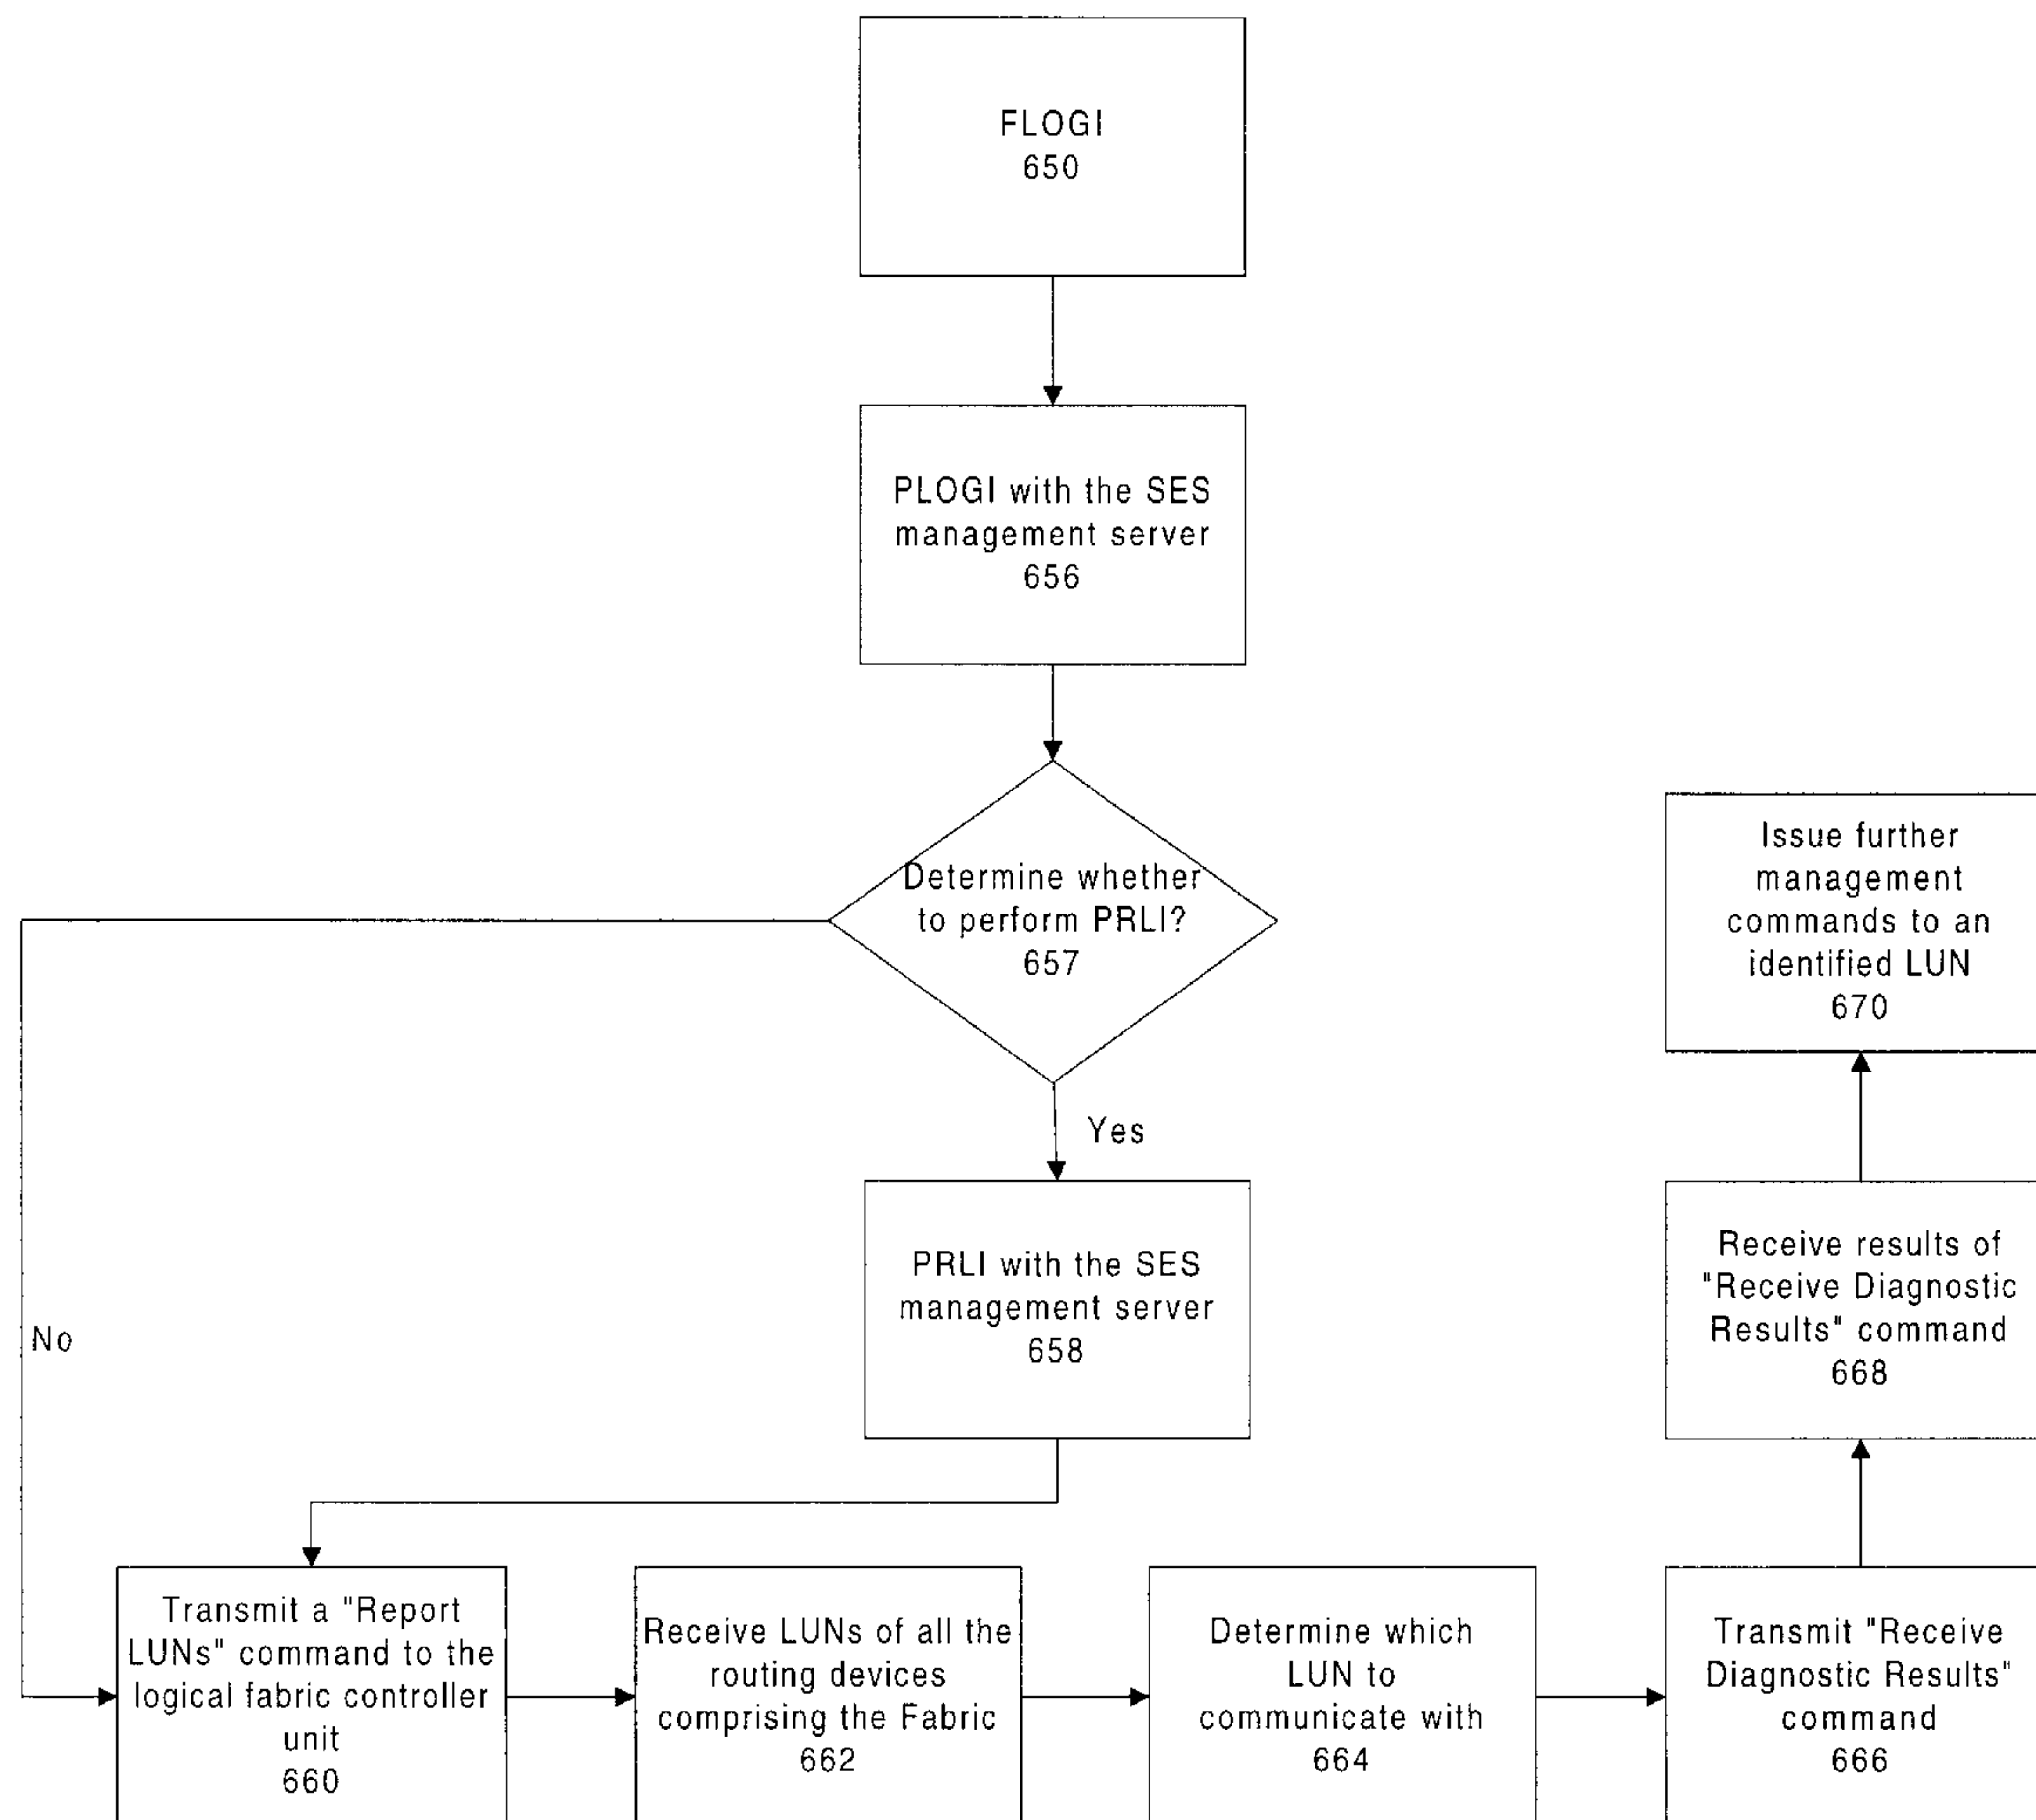 FLOGI
650
PLOGI with the SES
management server
656
Determine whether
to perform PRLI?
657
Yes
No
PRLI with the SES
management server
658
Transmit a "Report
LUNs" command to the
logical fabric controller
unit
660
Receive LUNs of all the
routing devices
comprising the Fabric
662
Determine which
LUN to
communicate with
664
Transmit "Receive
Diagnostic Results"
command
666
Receive results of
"Receive Diagnostic
Results" command
668
Issue further
management
commands to an
identified LUN
670